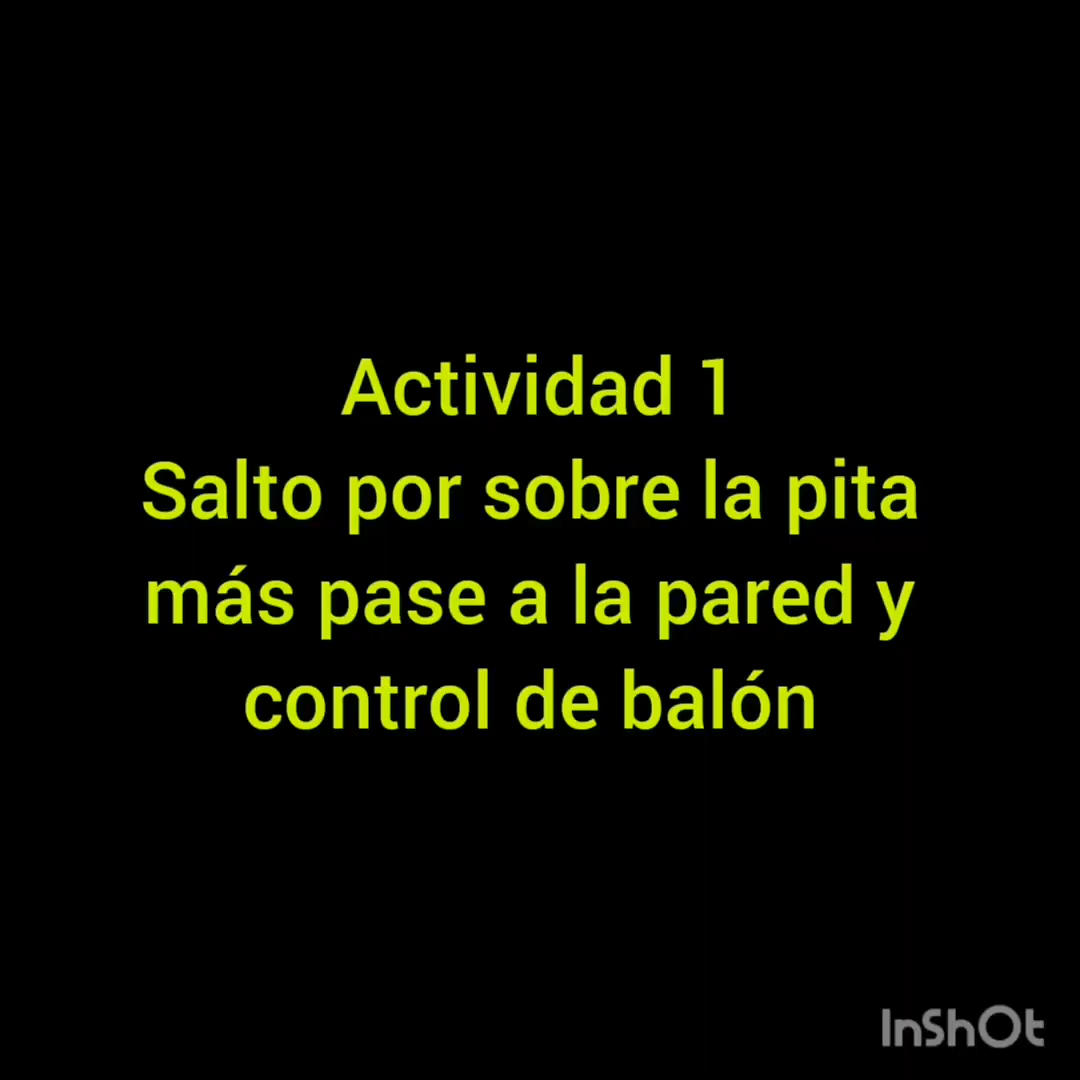 Actividad 1
Salto por sobre la pita
más pase a la pared y
control de balón
InShOt